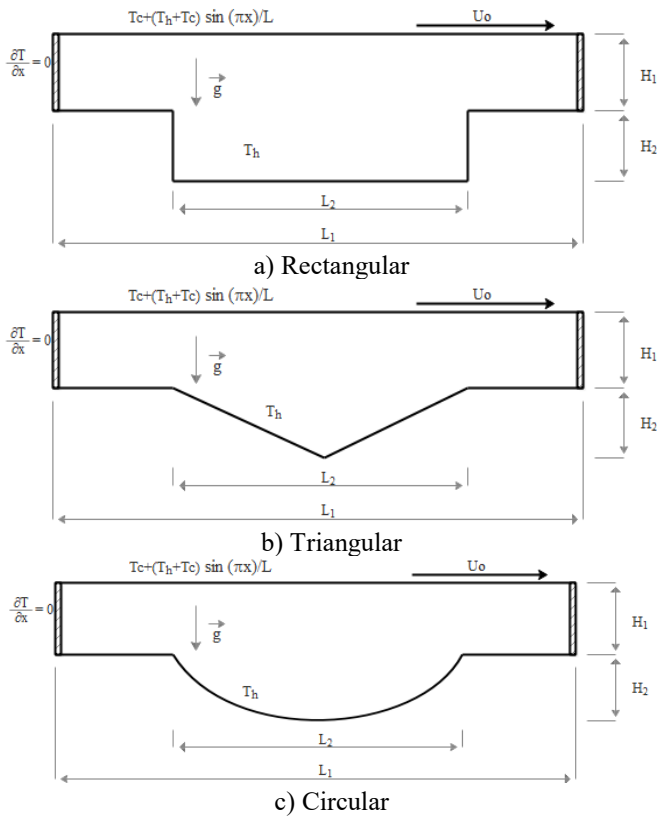 Tc+(Th+Tc) sin (πx)/L
Uo
∂T/∂x = 0
g
H1
Th
H2
L2
L1
a) Rectangular
Tc+(Th+Tc) sin (πx)/L
Uo
∂T/∂x = 0
g
H1
Th
H2
L2
L1
b) Triangular
Tc+(Th+Tc) sin (πx)/L
Uo
∂T/∂x = 0
g
H1
Th
H2
L2
L1
c) Circular